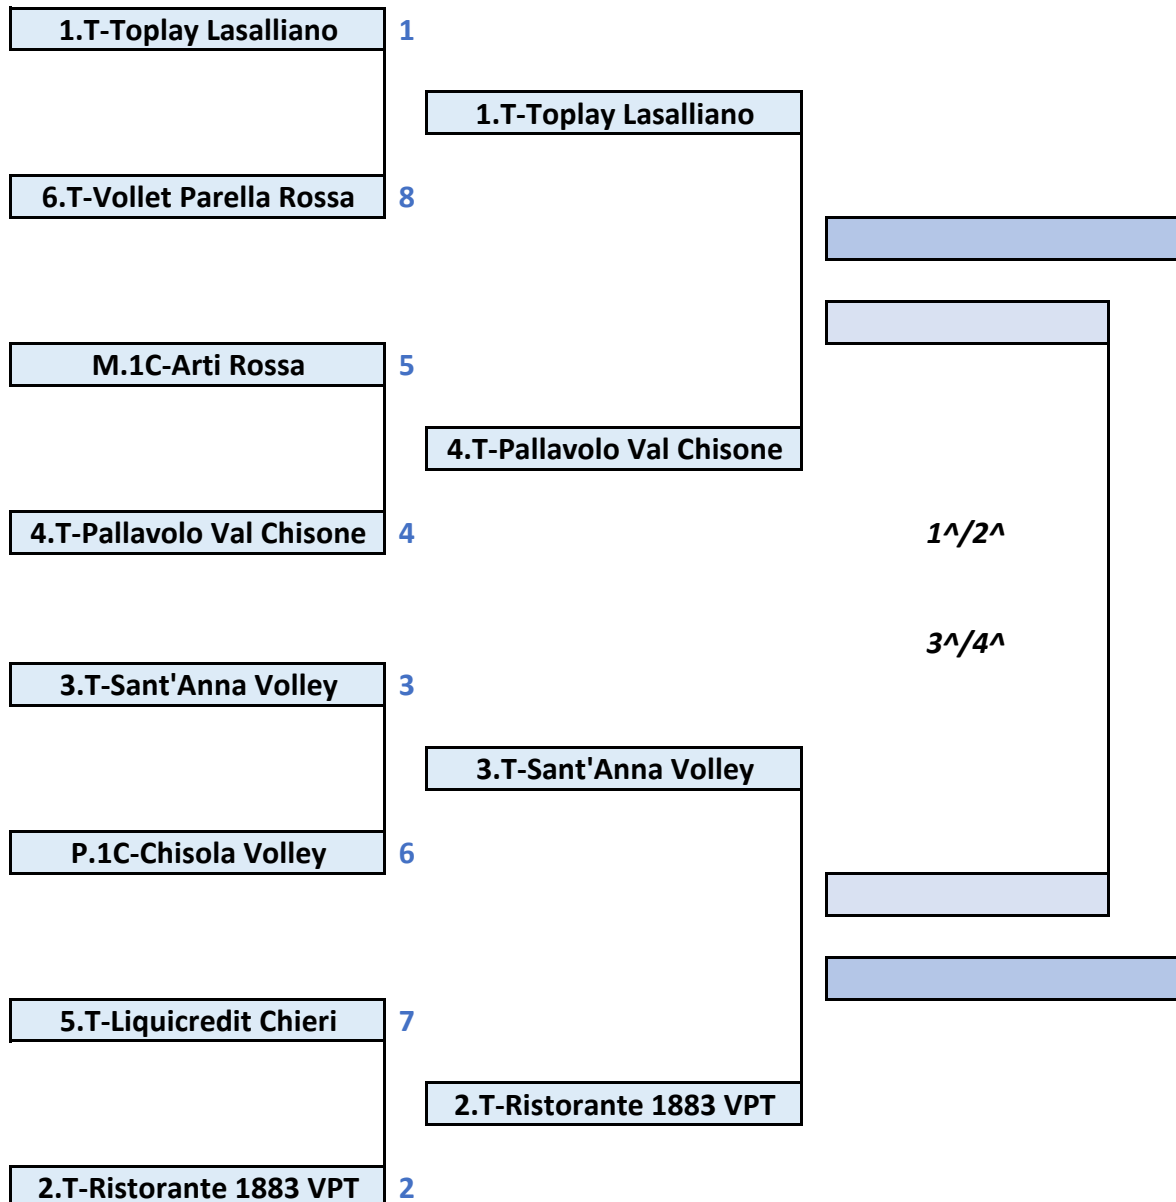 1.T-Toplay Lasalliano 1
1.T-Toplay Lasalliano
6.T-Vollet Parella Rossa 8
M.1C-Arti Rossa 5
4.T-Pallavolo Val Chisone
4.T-Pallavolo Val Chisone 4
1^/2^
3^/4^
3.T-Sant'Anna Volley 3
3.T-Sant'Anna Volley
P.1C-Chisola Volley 6
5.T-Liquicredit Chieri 7
2.T-Ristorante 1883 VPT
2.T-Ristorante 1883 VPT 2